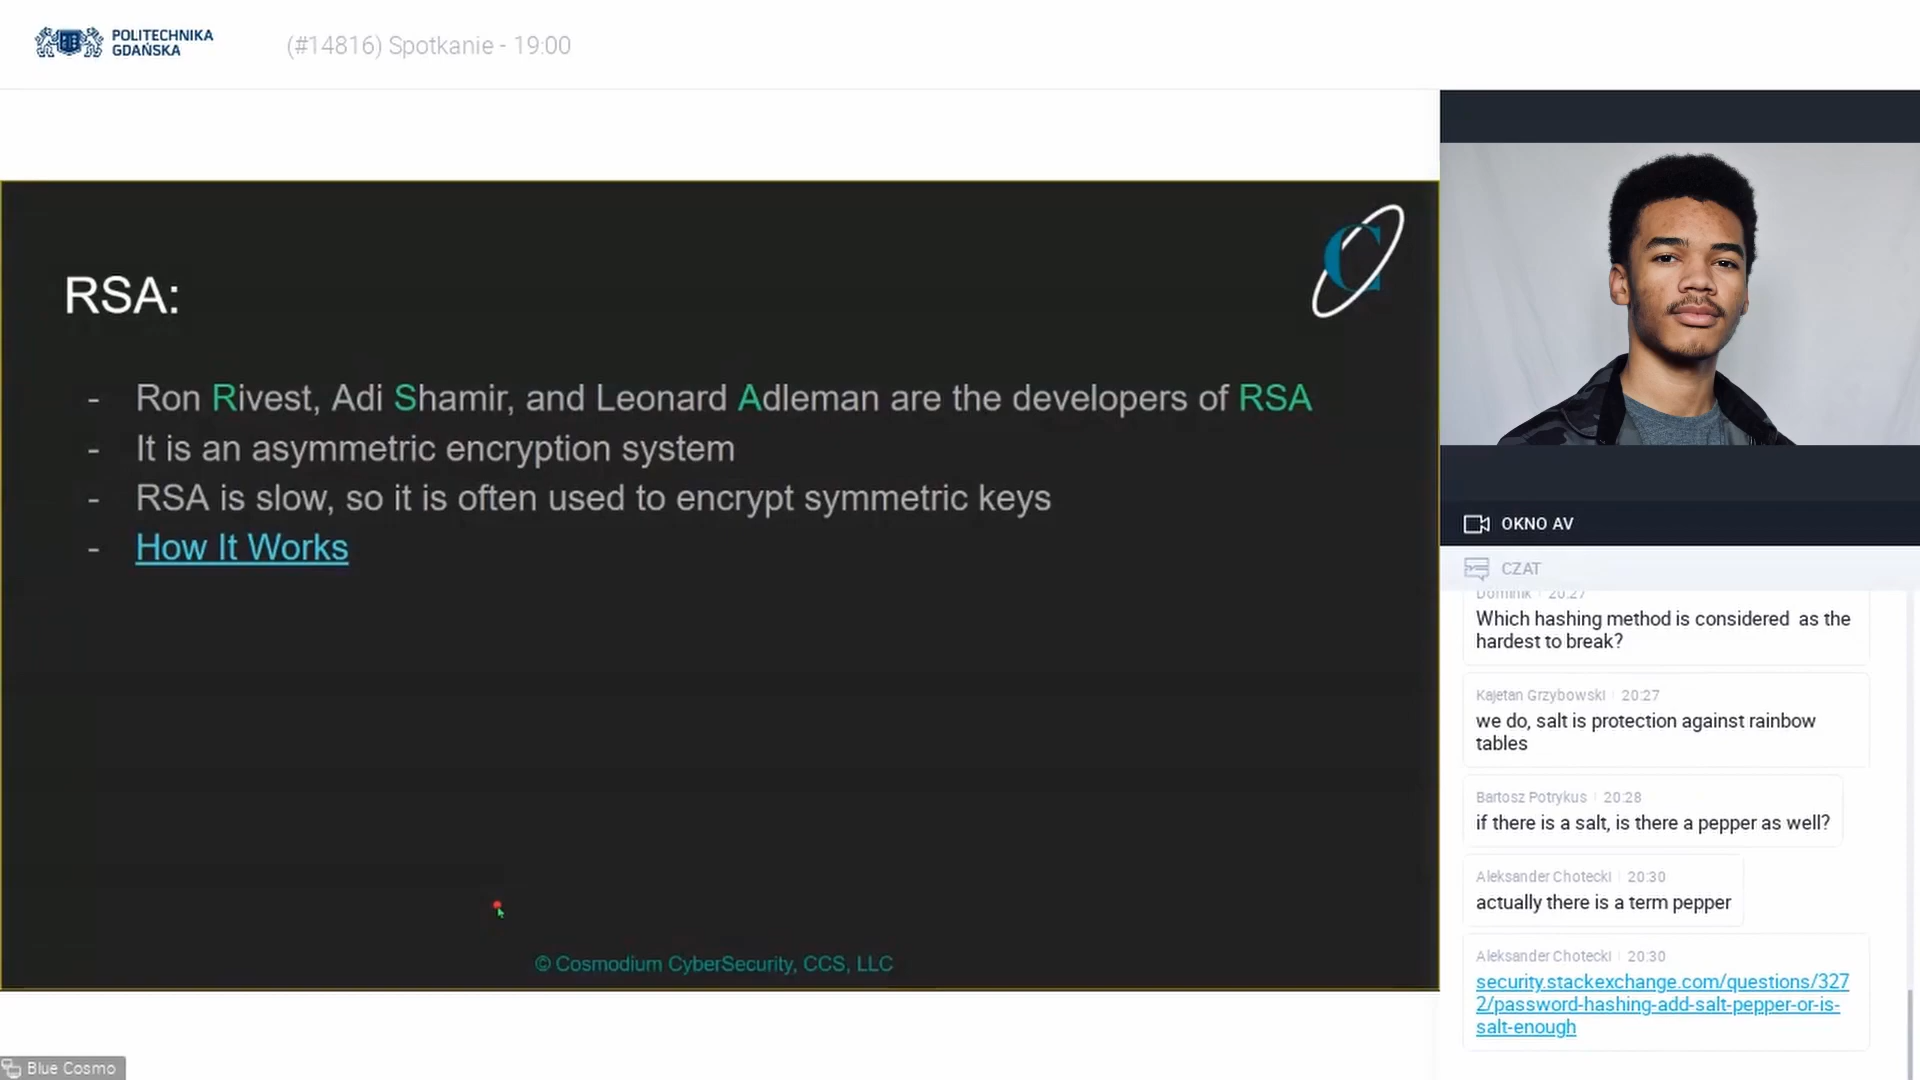 POLITECHNIKA
GDAŃSKA
(#14816) Spotkanie - 19:00
RSA:
- Ron Rivest, Adi Shamir, and Leonard Adleman are the developers of RSA
- It is an asymmetric encryption system
- RSA is slow, so it is often used to encrypt symmetric keys
- How It Works
© Cosmodium CyberSecurity, CCS, LLC
Blue Cosmo
OKNO AV
CZAT
Dominik 20:27
Which hashing method is considered  as the
hardest to break?
Kajetan Grzybowski 20:27
we do, salt is protection against rainbow
tables
Bartosz Potrykus 20:28
if there is a salt, is there a pepper as well?
Aleksander Chotecki 20:30
actually there is a term pepper
Aleksander Chotecki 20:30
security.stackexchange.com/questions/327
2/password-hashing-add-salt-pepper-or-is-
salt-enough